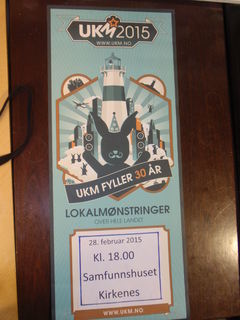 UKM2015
WWW.UKM.NO
UKM FYLLER 30 ÅR
LOKALMØNSTRINGER
OVER HELE LANDET
28. februar 2015
Kl. 18.00
Samfunnshuset
Kirkenes
WWW.UKM.NO